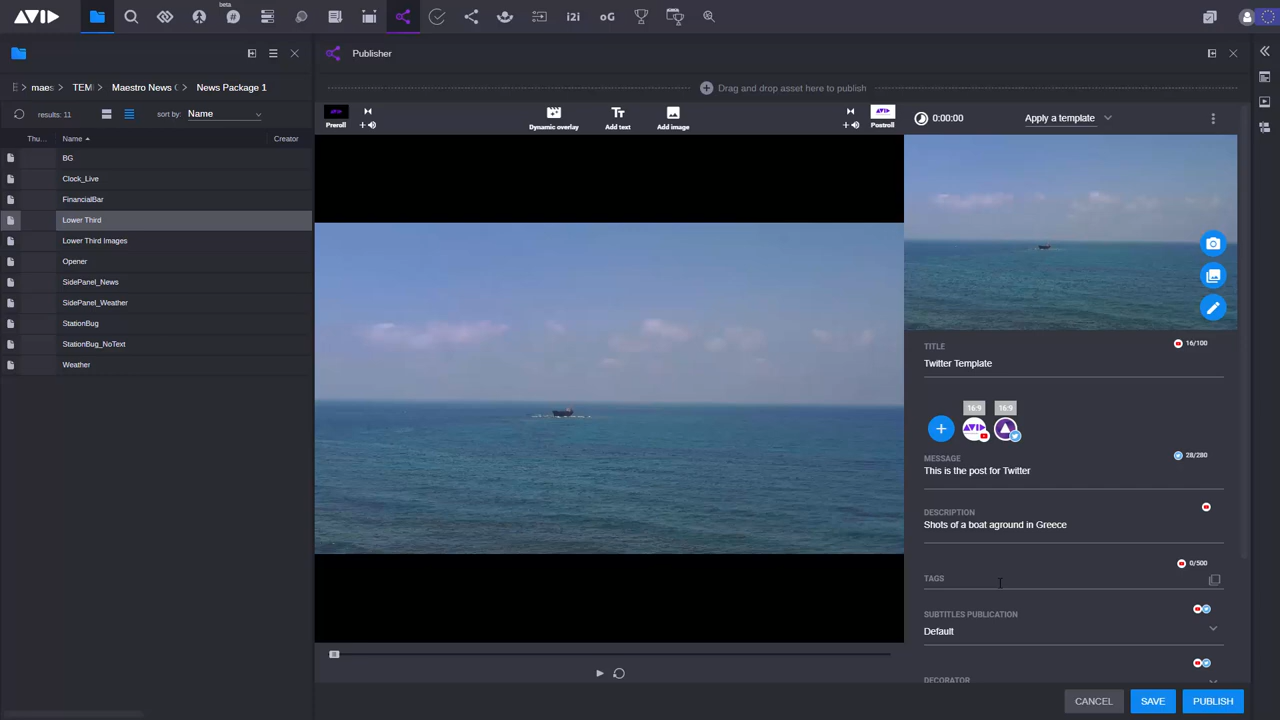 AVID
beta
i2i
oG
Publisher
maes > TEMI > Maestro News ( > News Package 1
Drag and drop asset here to publish
results: 11
sort by: Name
Preroll
Dynamic overlay
Add text
Add image
AVID
Postroll
0:00:00
Apply a template
Thu...
Name
Creator
BG
Clock_Live
FinancialBar
Lower Third
Lower Third Images
Opener
SidePanel_News
SidePanel_Weather
StationBug
StationBug_NoText
Weather
TITLE
16/100
Twitter Template
16:9
16:9
AVID
MESSAGE
28/280
This is the post for Twitter
DESCRIPTION
Shots of a boat aground in Greece
0/500
TAGS
SUBTITLES PUBLICATION
Default
DECORATOR
CANCEL
SAVE
PUBLISH